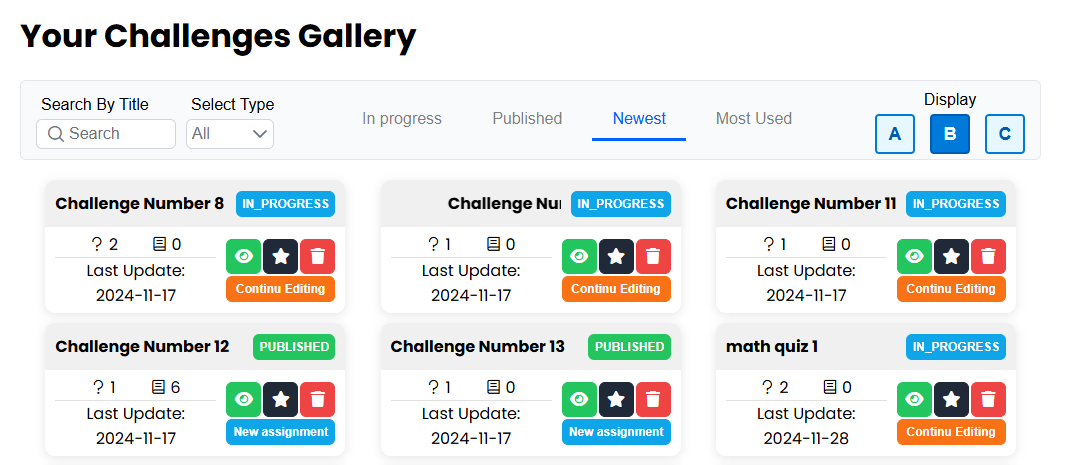 Your Challenges Gallery
Search By Title Select Type Display
Search All In progress Published Newest Most Used A B C
Challenge Number 8 IN_PROGRESS Challenge Nu IN_PROGRESS Challenge Number 11 IN_PROGRESS
? 2 0 ? 1 0 ? 1 0
Last Update: Last Update: Last Update:
2024-11-17 Continu Editing 2024-11-17 Continu Editing 2024-11-17 Continu Editing
Challenge Number 12 PUBLISHED Challenge Number 13 PUBLISHED math quiz 1 IN_PROGRESS
? 1 6 ? 1 0 ? 2 0
Last Update: Last Update: Last Update:
2024-11-17 New assignment 2024-11-17 New assignment 2024-11-28 Continu Editing